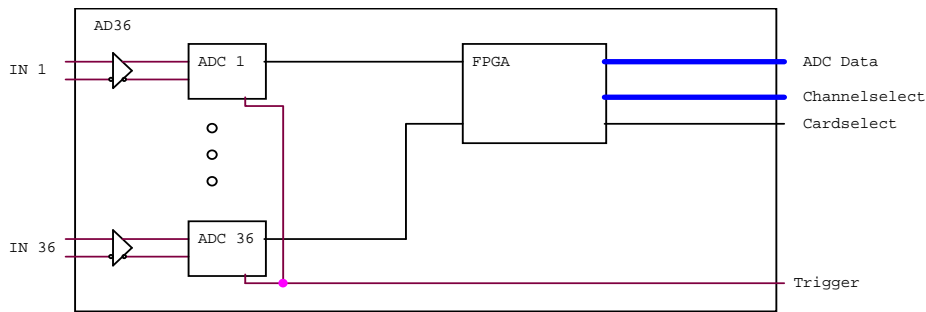 AD36
IN 1
ADC 1
FPGA
ADC Data
Channelselect
Cardselect
IN 36
ADC 36
Trigger